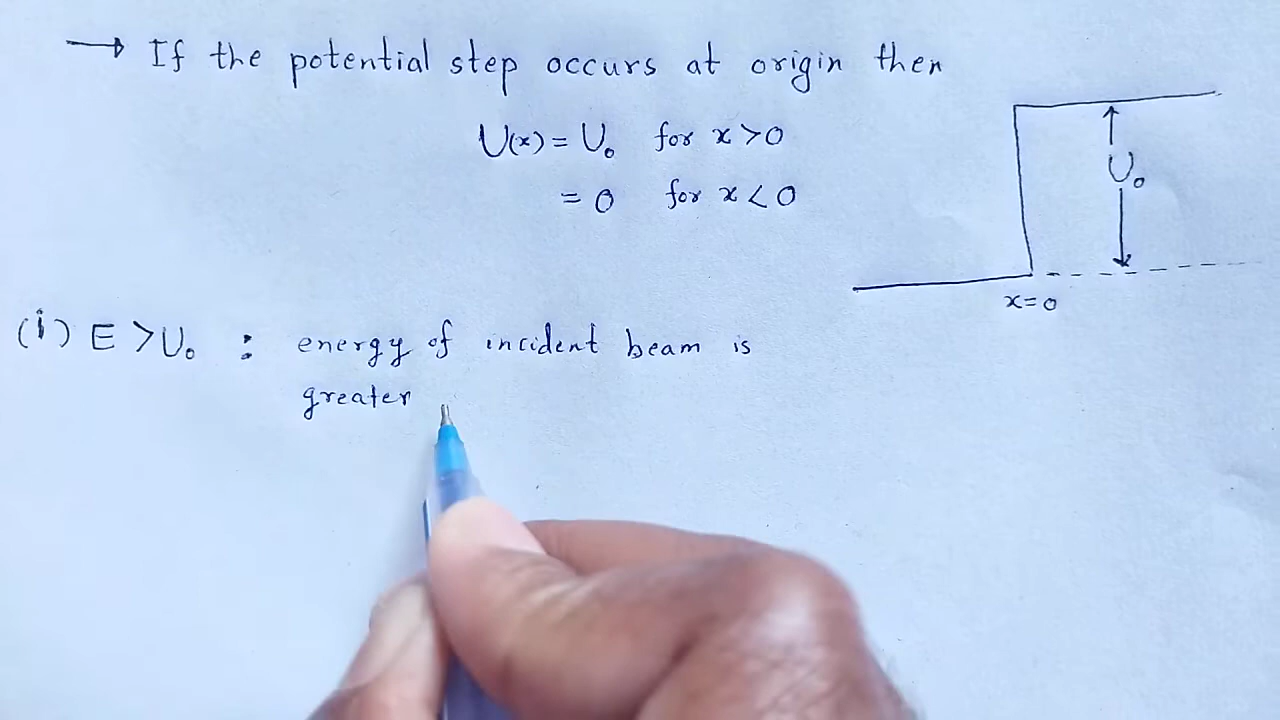 → If the potential step occurs at origin then
U(x) = U₀ for x > 0
= 0 for x < 0
U₀
x=0
(i) E > U₀ : energy of incident beam is
greater